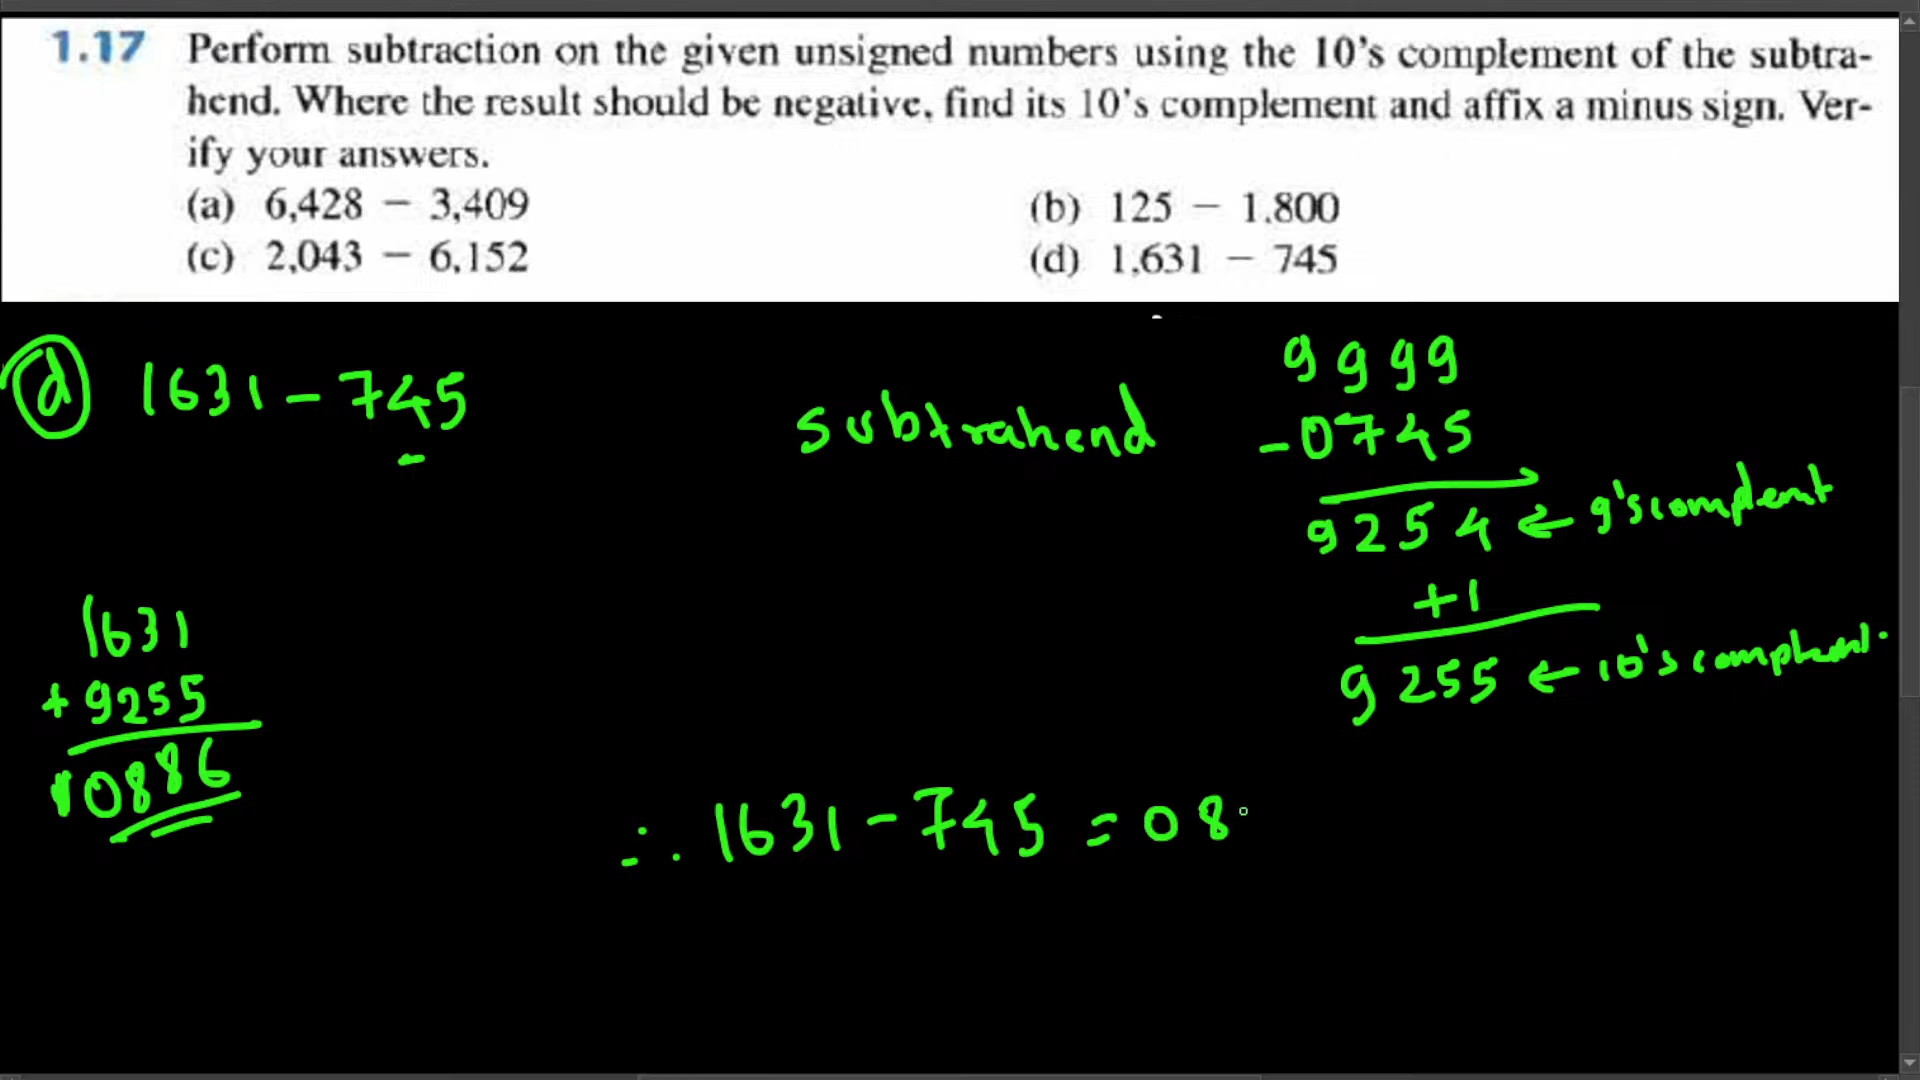 1.17 Perform subtraction on the given unsigned numbers using the 10's complement of the subtra-
hend. Where the result should be negative, find its 10's complement and affix a minus sign. Ver-
ify your answers.
(a) 6,428 − 3,409 (b) 125 − 1.800
(c) 2,043 − 6,152 (d) 1,631 − 745
(d) 1631 - 745
subtrahend
9999
-0745
9254 ← 9's complent
+1
9255 ← 10's complement.
1631
+9255
10886
∴ 1631 - 745 = 08